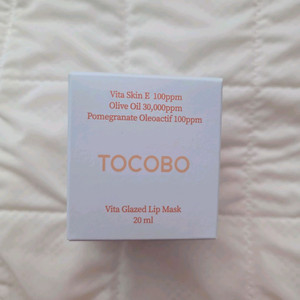 Vita Skin E 100ppm
Olive Oil 30,000ppm
Pomegranate Oleoactif 100ppm
TOCOBO
Vita Glazed Lip Mask
20 ml